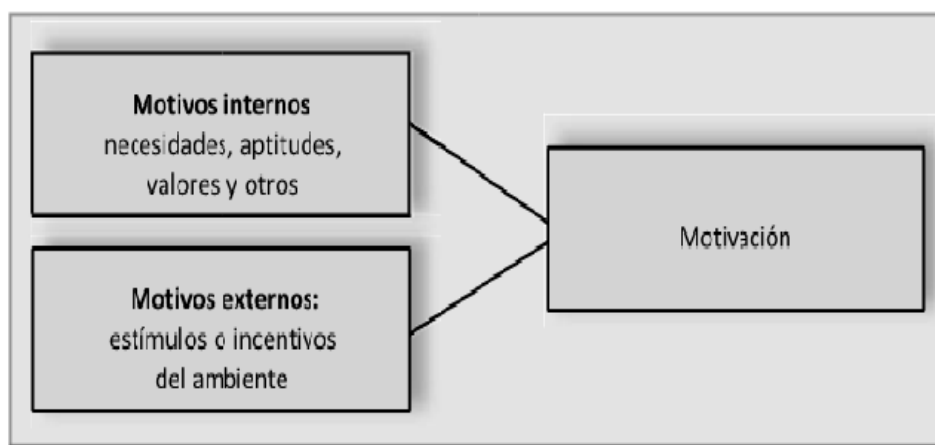 Motivos internos
necesidades, aptitudes,
valores y otros
Motivos externos:
estímulos o incentivos
del ambiente
Motivación